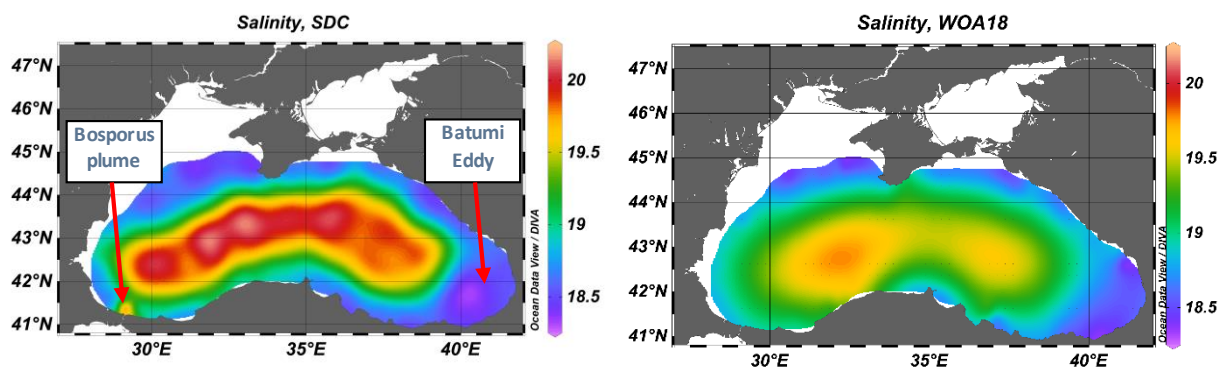 Salinity, SDC
47°N
46°N
45°N
44°N
43°N
42°N
41°N
30°E
35°E
40°E
Bosporus
plume
Batumi
Eddy
20
19.5
19
18.5
Ocean Data View / DIVA
Salinity, WOA18
47°N
46°N
45°N
44°N
43°N
42°N
41°N
30°E
35°E
40°E
20
19.5
19
18.5
Ocean Data View / DIVA